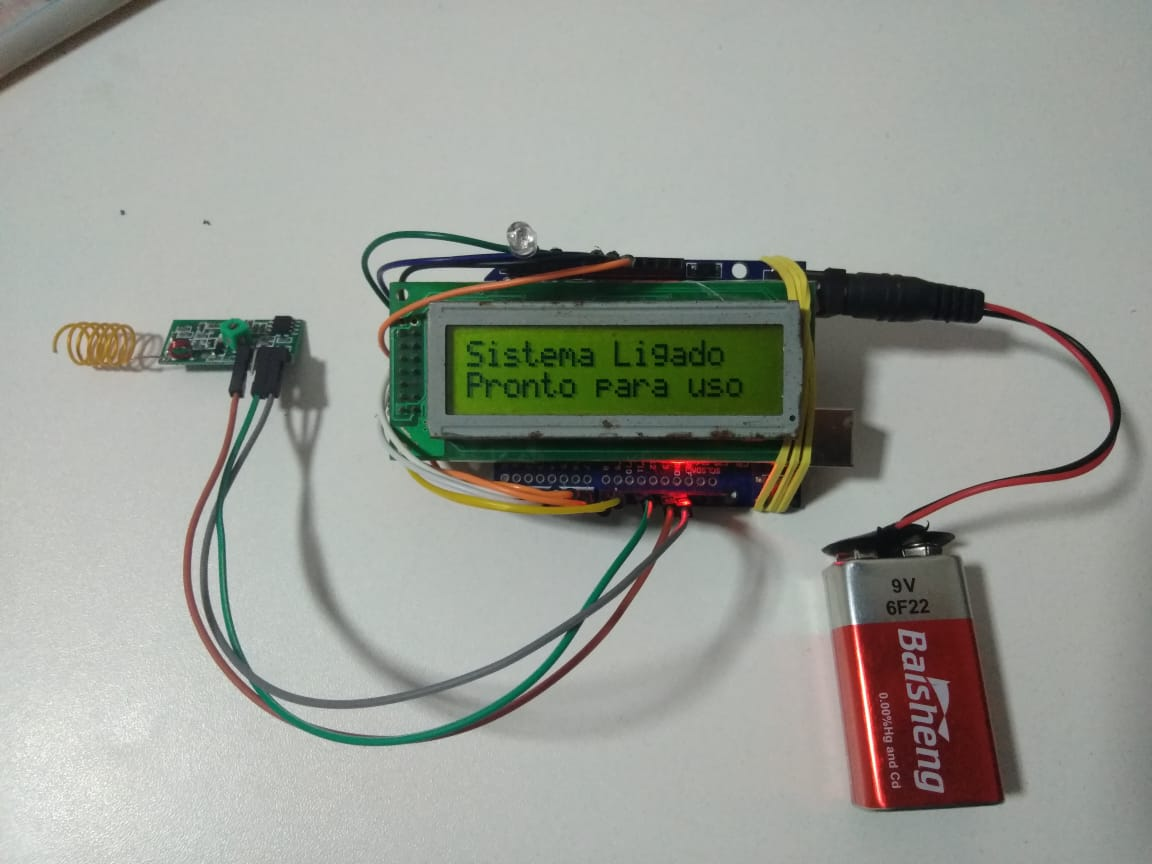 Sistema Ligado
Pronto para uso
9V
6F22
Baisheng
0.00%Hg and Cd